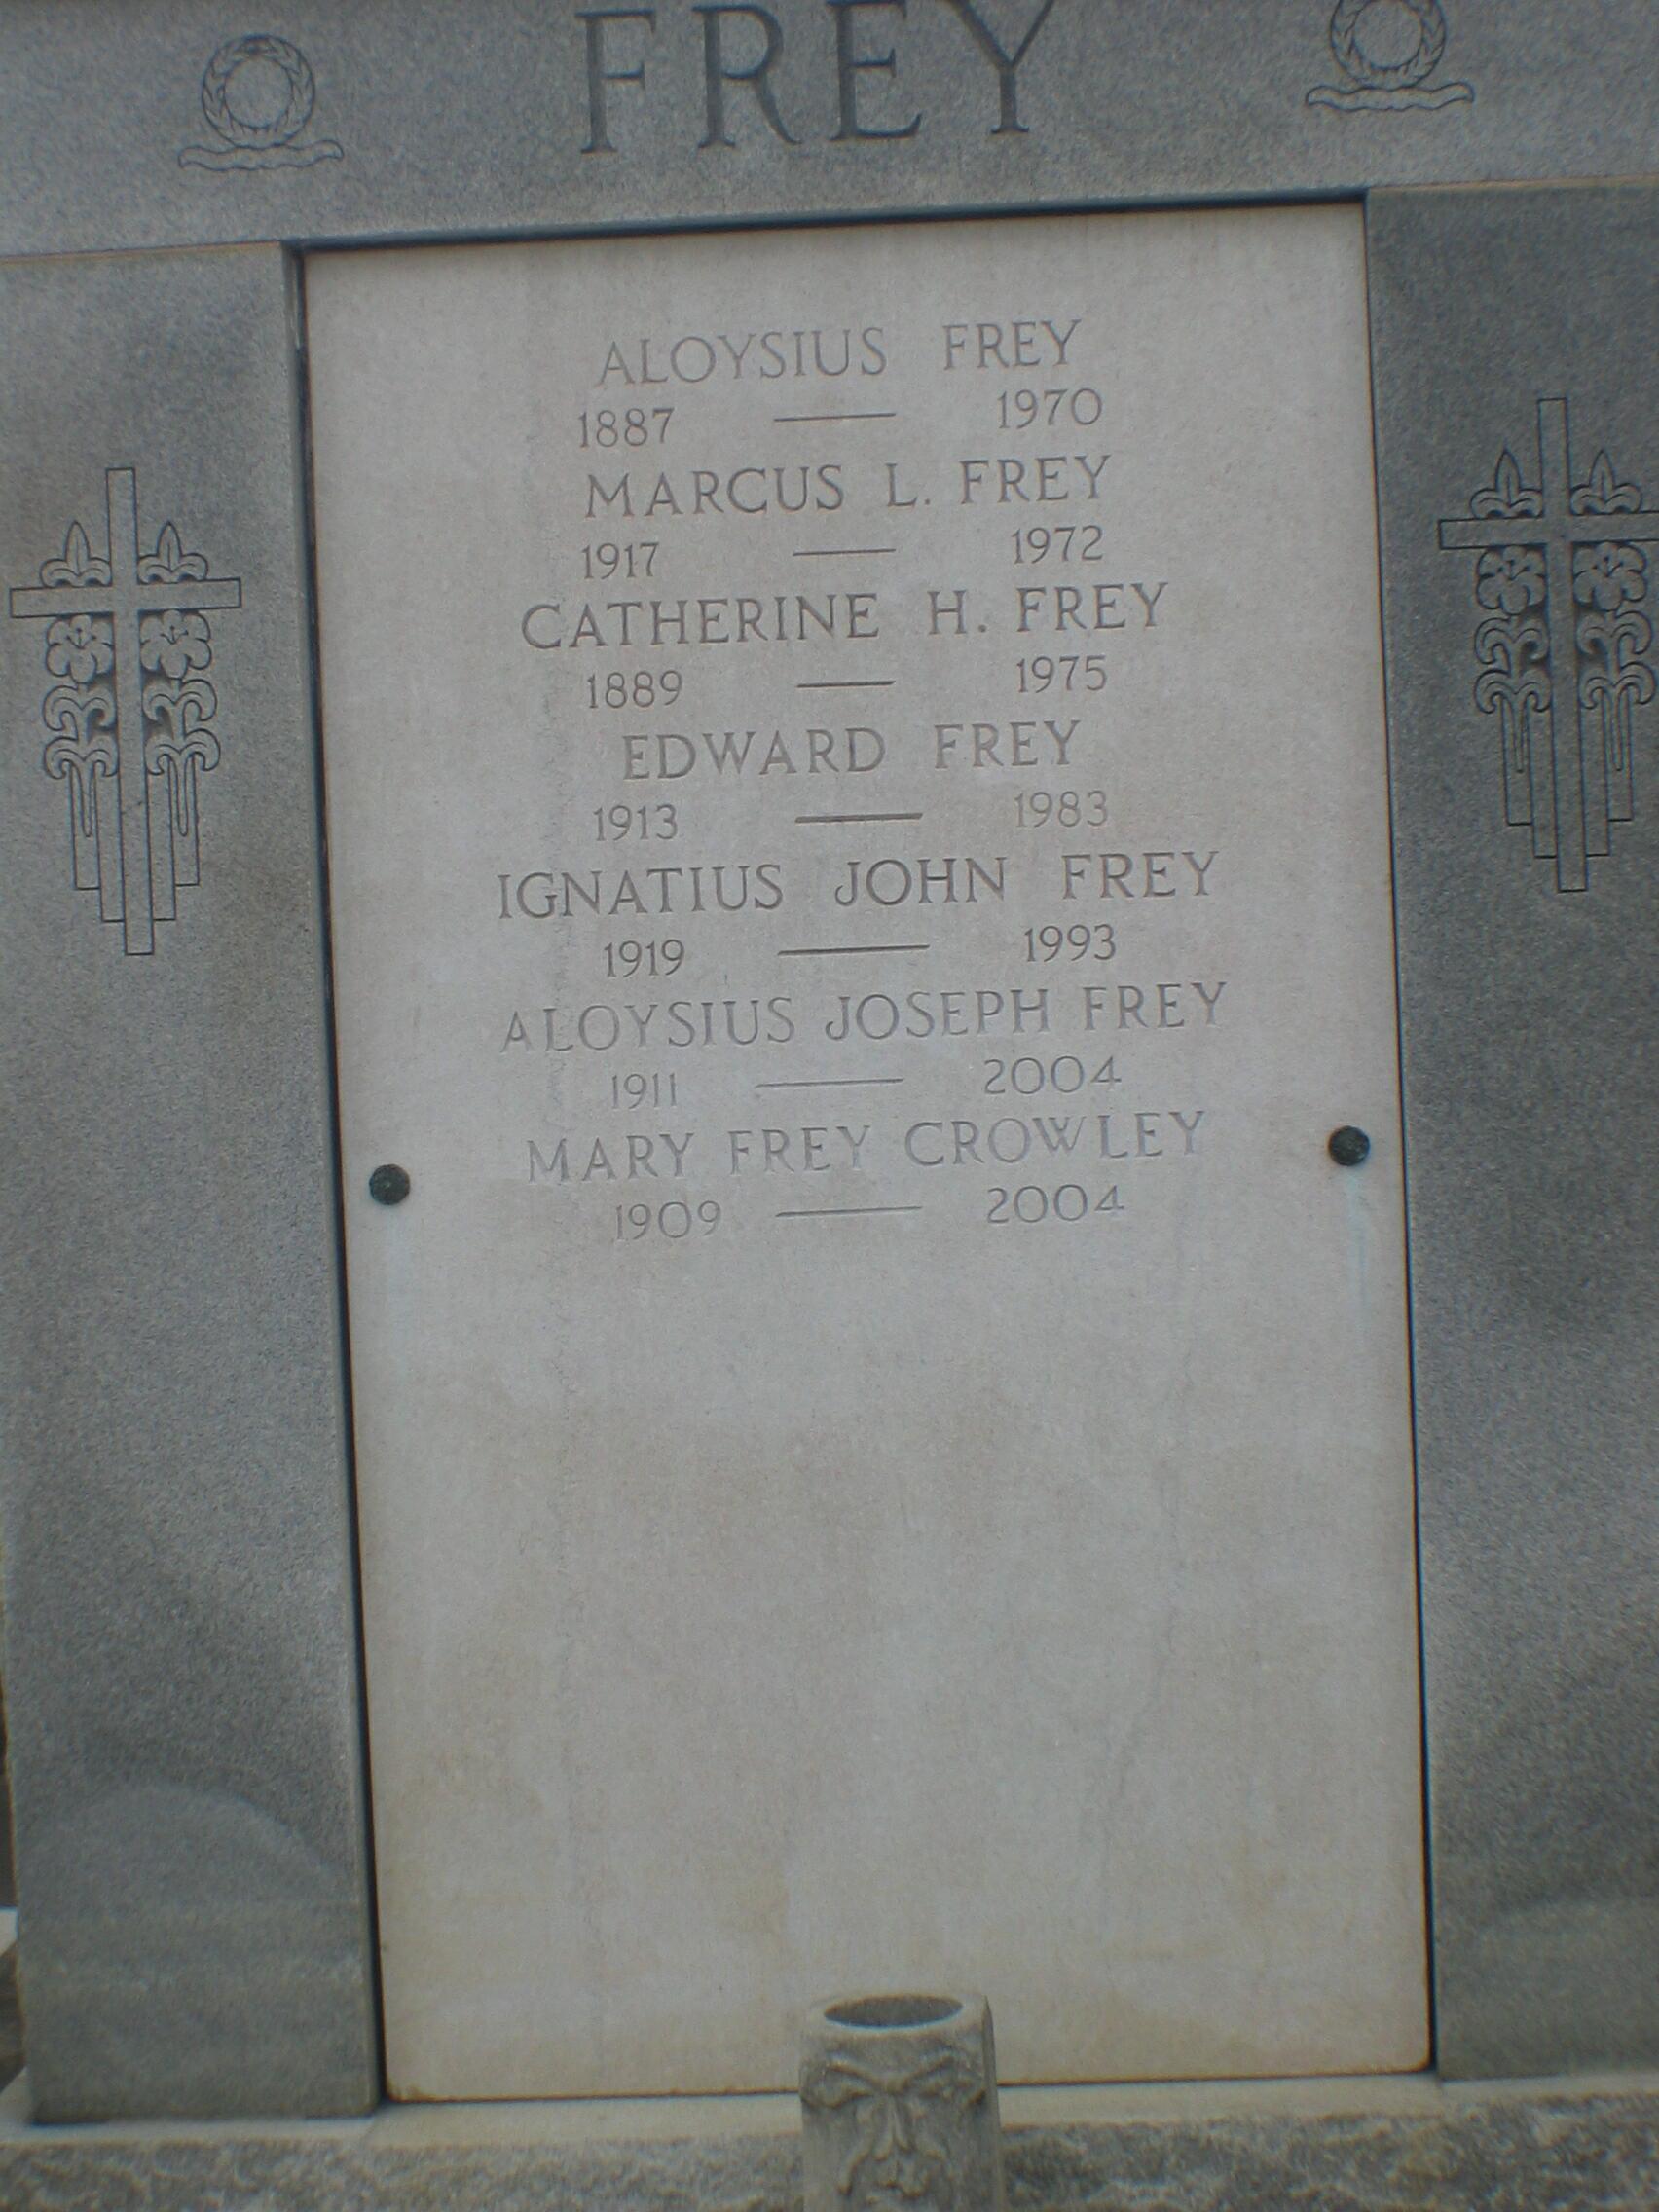 FREY
ALOYSIUS FREY
1887 — 1970
MARCUS L. FREY
1917 — 1972
CATHERINE H. FREY
1889 — 1975
EDWARD FREY
1913 — 1983
IGNATIUS JOHN FREY
1919 — 1993
ALOYSIUS JOSEPH FREY
1911 — 2004
MARY FREY CROWLEY
1909 — 2004